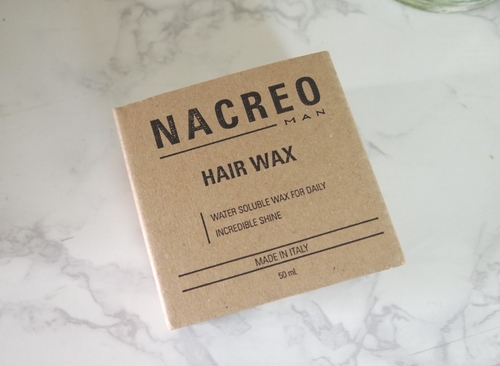 NACREO
MAN
HAIR WAX
WATER SOLUBLE WAX FOR DAILY
INCREDIBLE SHINE
MADE IN ITALY
50 mL